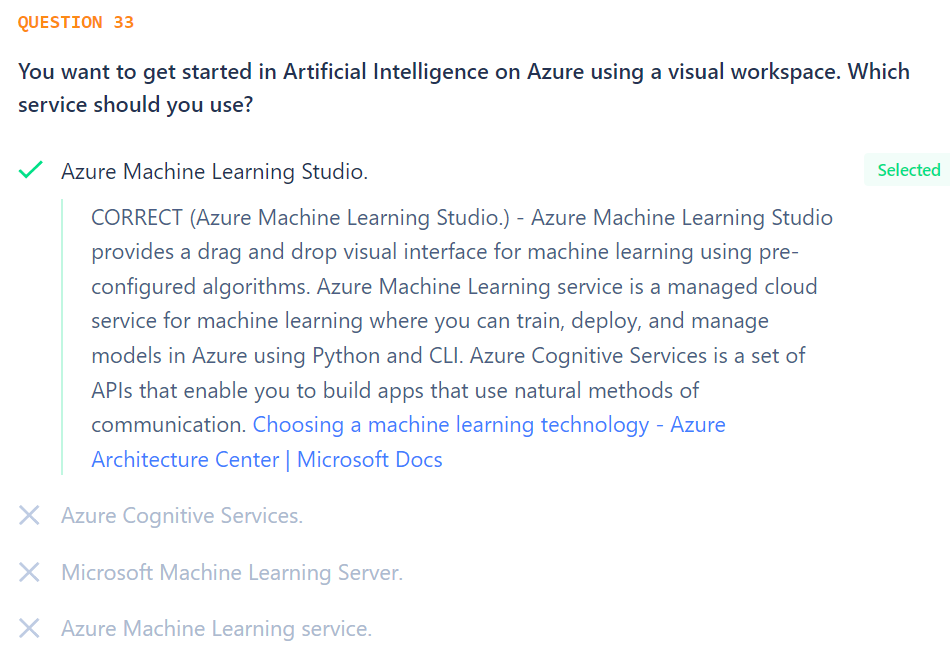 QUESTION 33
You want to get started in Artificial Intelligence on Azure using a visual workspace. Which
service should you use?
Azure Machine Learning Studio.
Selected
CORRECT (Azure Machine Learning Studio.) - Azure Machine Learning Studio
provides a drag and drop visual interface for machine learning using pre-
configured algorithms. Azure Machine Learning service is a managed cloud
service for machine learning where you can train, deploy, and manage
models in Azure using Python and CLI. Azure Cognitive Services is a set of
APIs that enable you to build apps that use natural methods of
communication. Choosing a machine learning technology - Azure
Architecture Center | Microsoft Docs
Azure Cognitive Services.
Microsoft Machine Learning Server.
Azure Machine Learning service.